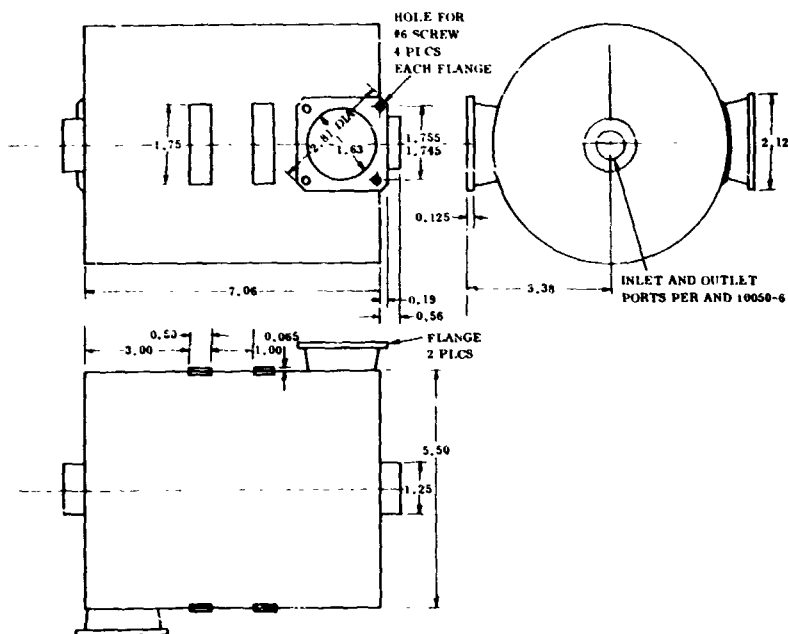 HOLE FOR
#6 SCREW
4 PLCS
EACH FLANGE
1.75
2.81 DIA
1.63
1.755
1.745
2.12
0.125
INLET AND OUTLET
PORTS PER AND 10050-6
7.06
0.19
3.38
0.56
0.50
0.065
3.00
1.00
FLANGE
2 PLCS
5.50
1.25